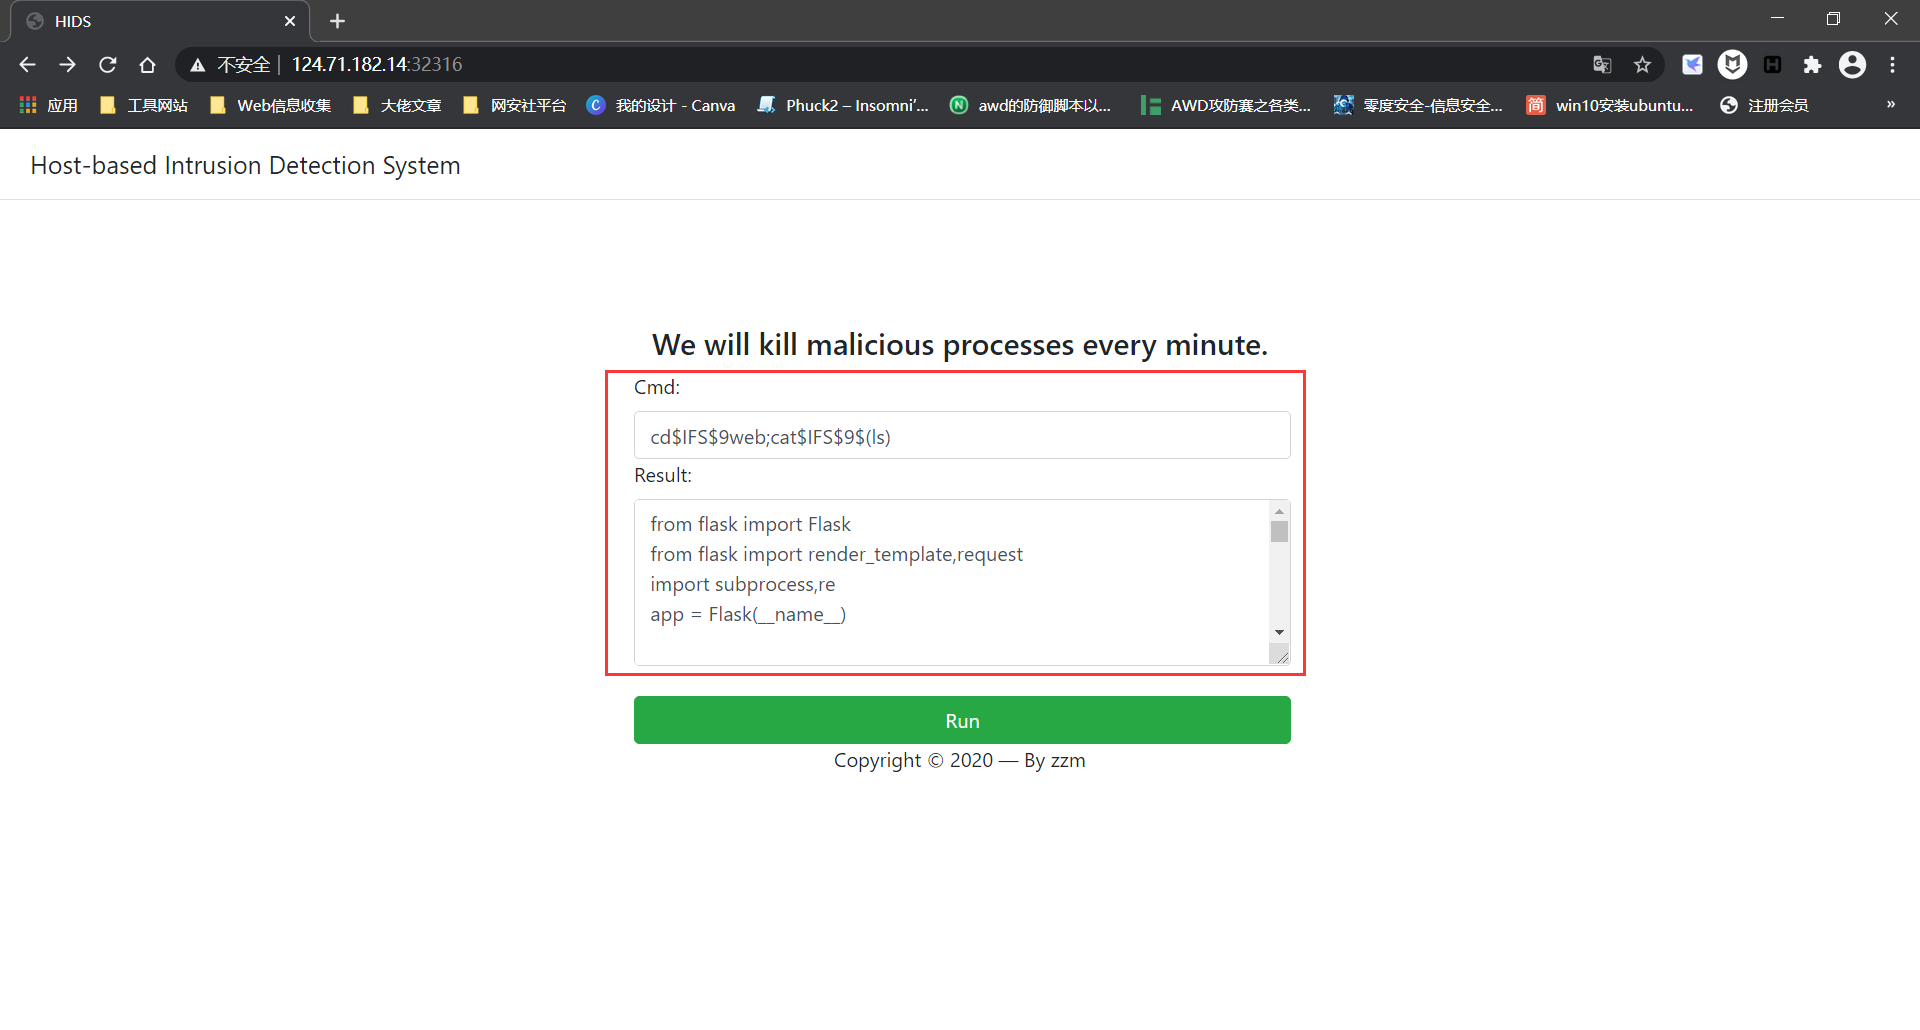 HIDS
不安全 | 124.71.182.14:32316
应用 工具网站 Web信息收集 大佬文章 网安社平台 我的设计 - Canva Phuck2 – Insomni'... awd的防御脚本以... AWD攻防赛之各类... 零度安全-信息安全... 简 win10安装ubuntu... 注册会员 »
Host-based Intrusion Detection System
We will kill malicious processes every minute.
Cmd:
cd$IFS$9web;cat$IFS$9$(ls)
Result:
from flask import Flask
from flask import render_template,request
import subprocess,re
app = Flask(__name__)
Run
Copyright © 2020 — By zzm